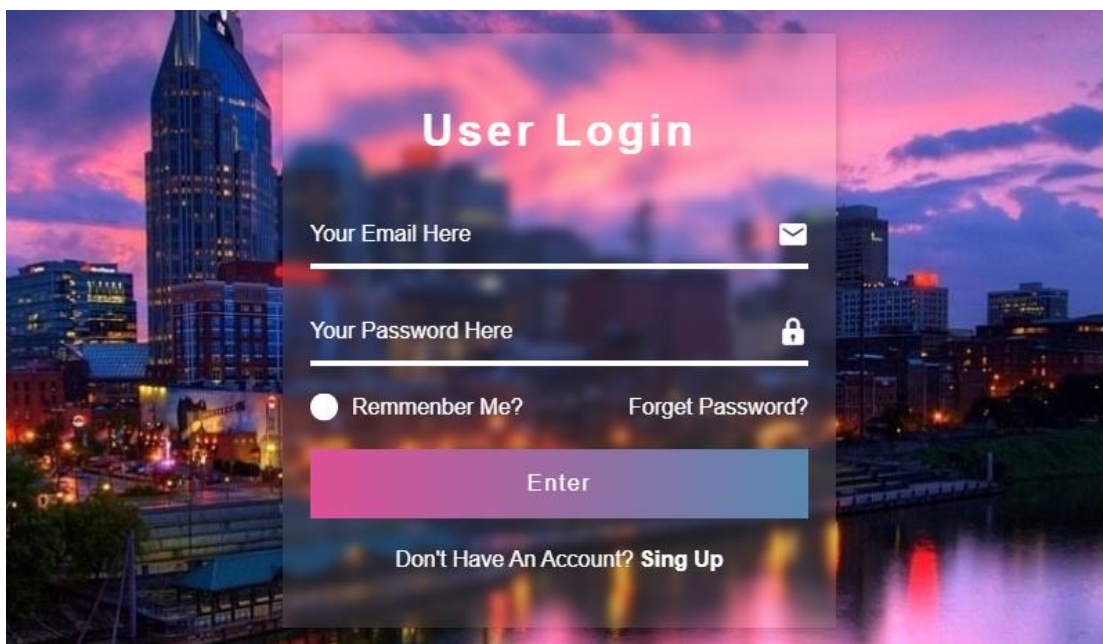 User Login
Your Email Here
Your Password Here
Remmenber Me? Forget Password?
Enter
Don't Have An Account? Sing Up